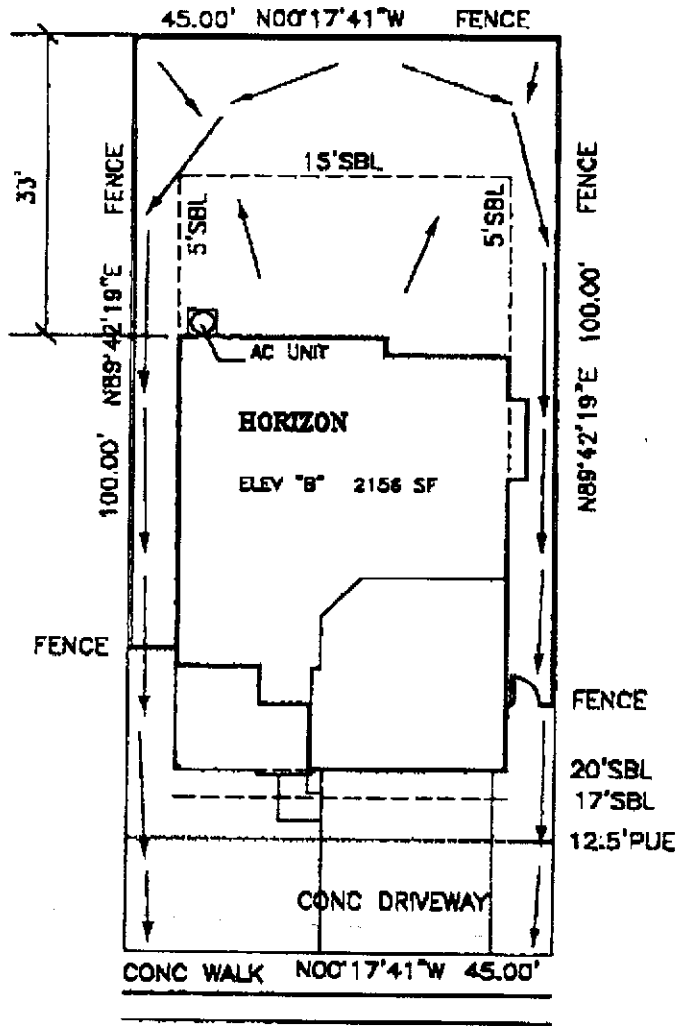 45.00' N00°17'41"W FENCE
33'
FENCE
FENCE
15'SBL
5'SBL
5'SBL
N89°42'19"E
100.00'
N89°42'19"E 100.00'
AC UNIT
HORIZON
ELEV "B" 2156 SF
FENCE
FENCE
20'SBL
17'SBL
12.5'PUE
CONC DRIVEWAY
CONC WALK N00°17'41"W 45.00'